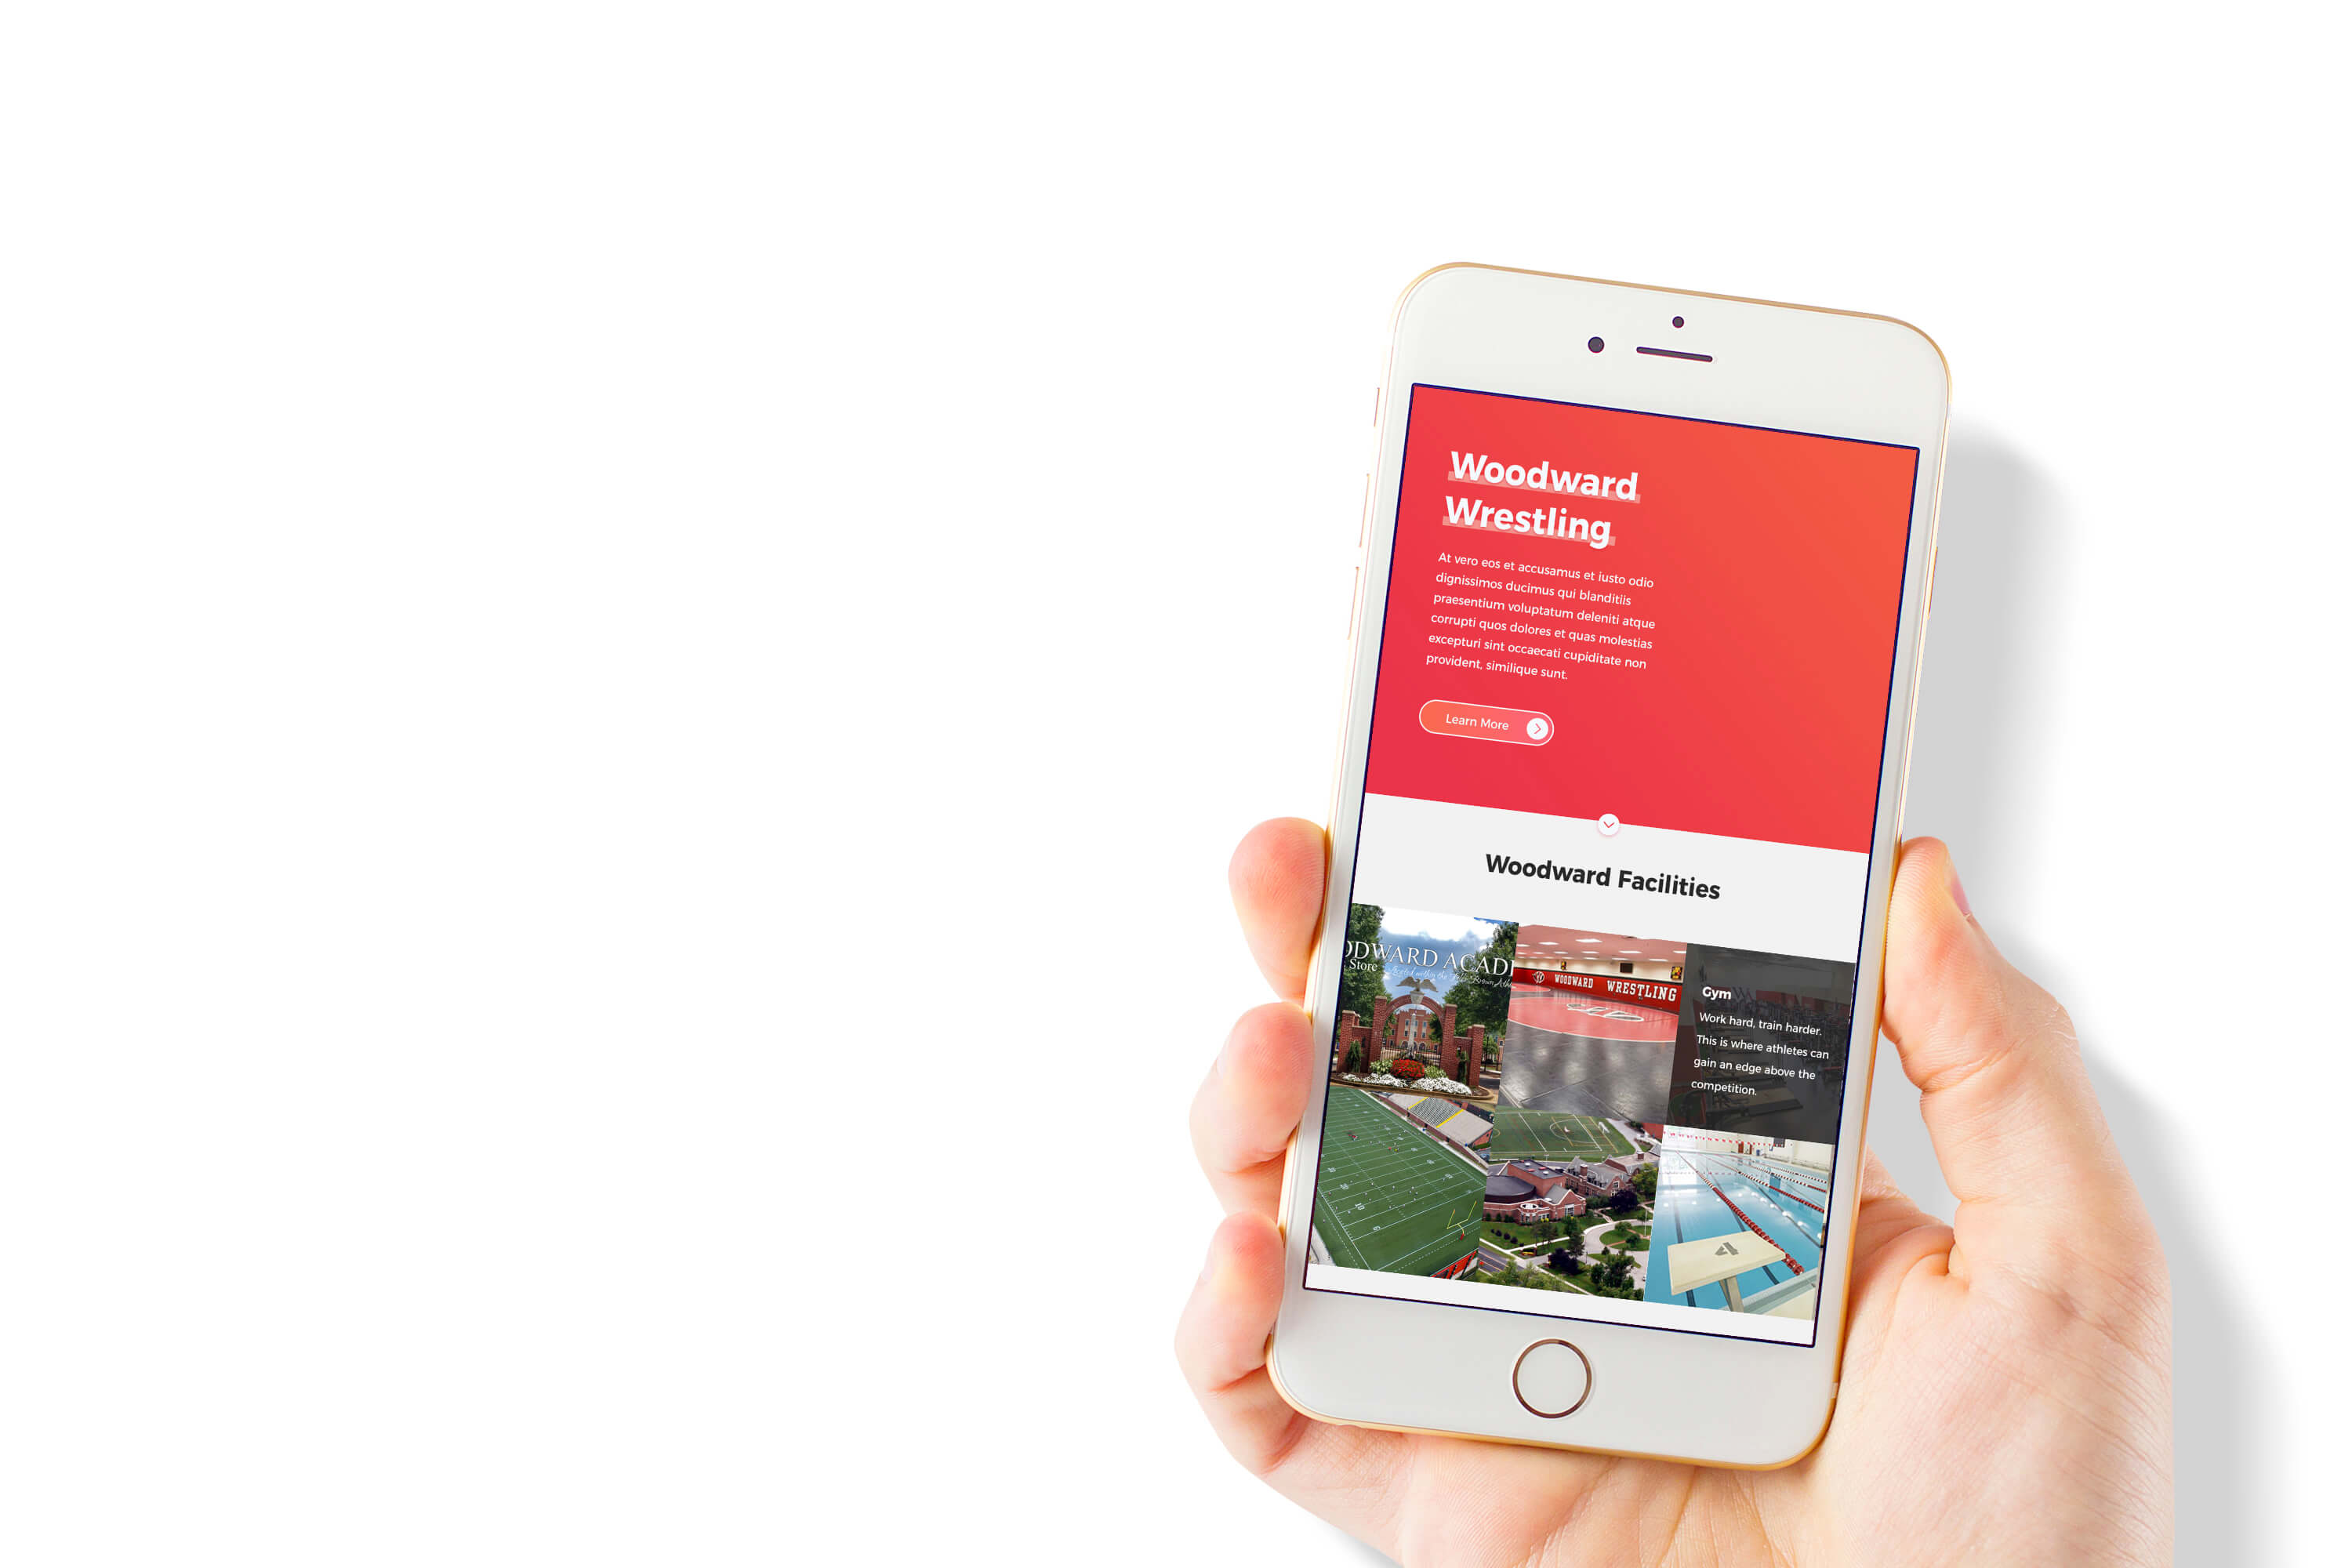 Woodward
Wrestling
At vero eos et accusamus et iusto odio
dignissimos ducimus qui blanditiis
praesentium voluptatum deleniti atque
corrupti quos dolores et quas molestias
excepturi sint occaecati cupiditate non
provident, similique sunt.
Learn More
Woodward Facilities
ODWARD ACAD
Store
WOODWARD WRESTLING
Gym
Work hard, train harder.
This is where athletes can
gain an edge above the
competition.